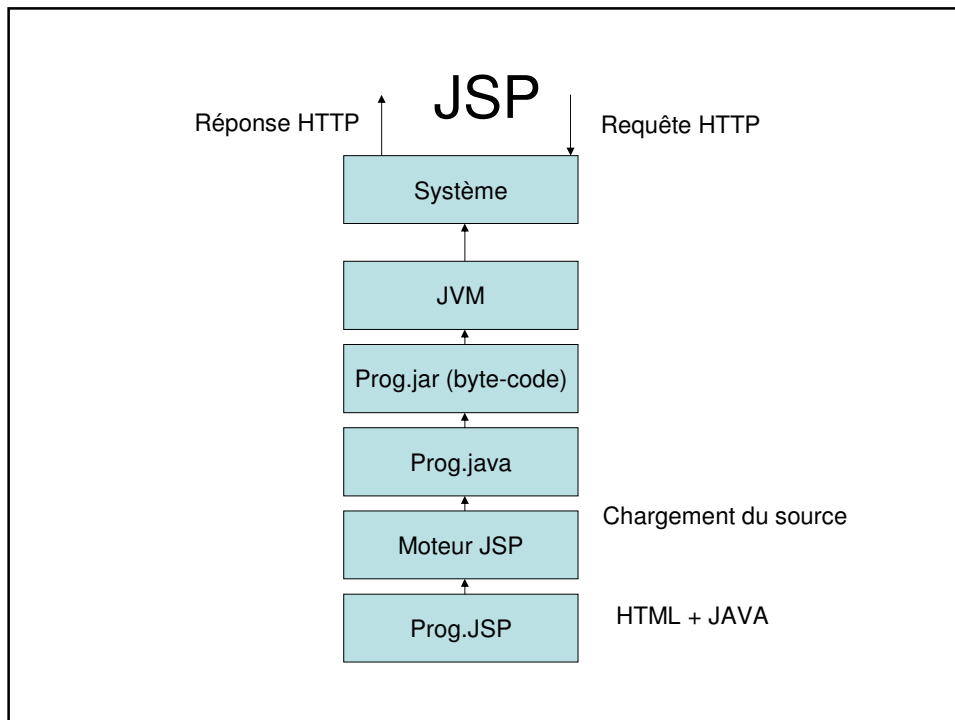 JSP
Réponse HTTP
Requête HTTP
Système
JVM
Prog.jar (byte-code)
Prog.java
Chargement du source
Moteur JSP
HTML + JAVA
Prog.JSP